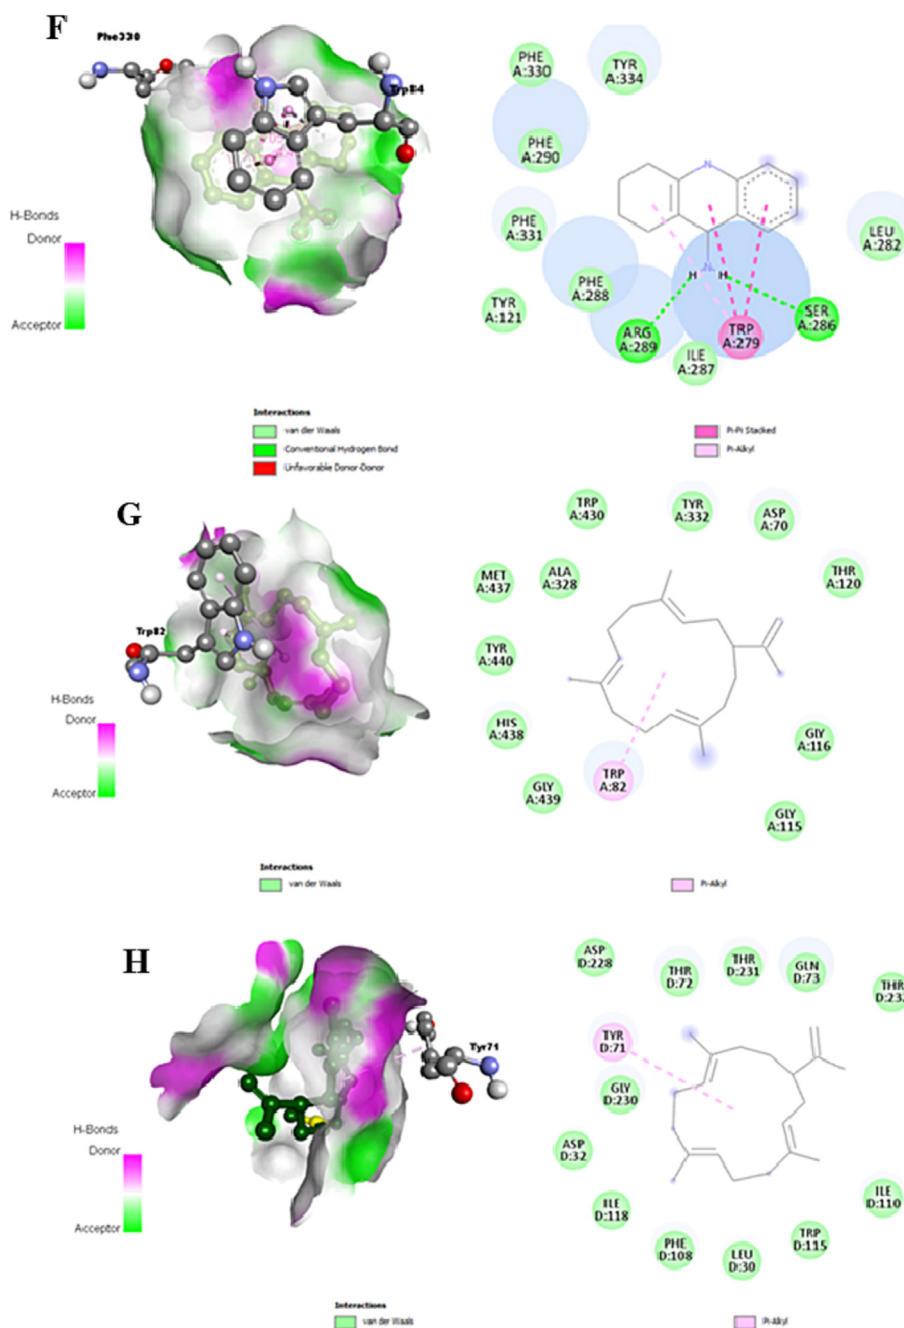 F
Phe330
Trp84
H-Bonds
Donor
Acceptor
PHE
A:330
TYR
A:334
PHE
A:290
PHE
A:331
LEU
A:282
PHE
A:288
TYR
A:121
ARG
A:289
ILE
A:287
TRP
A:279
SER
A:286
N
H
H
N
Interactions
van der Waals
Conventional Hydrogen Bond
Unfavorable Donor-Donor
Pi-Pi Stacked
Pi-Alkyl
G
Trp82
H-Bonds
Donor
Acceptor
TRP
A:430
TYR
A:332
ASP
A:70
MET
A:437
ALA
A:328
THR
A:120
TYR
A:440
HIS
A:438
GLY
A:116
GLY
A:439
TRP
A:82
GLY
A:115
Interactions
van der Waals
Pi-Alkyl
H
Tyr71
H-Bonds
Donor
Acceptor
ASP
D:228
THR
D:72
THR
D:231
GLN
D:73
THR
D:232
TYR
D:71
GLY
D:230
ASP
D:32
ILE
D:118
PHE
D:108
LEU
D:30
TRP
D:115
ILE
D:110
Interactions
van der Waals
Pi-Alkyl